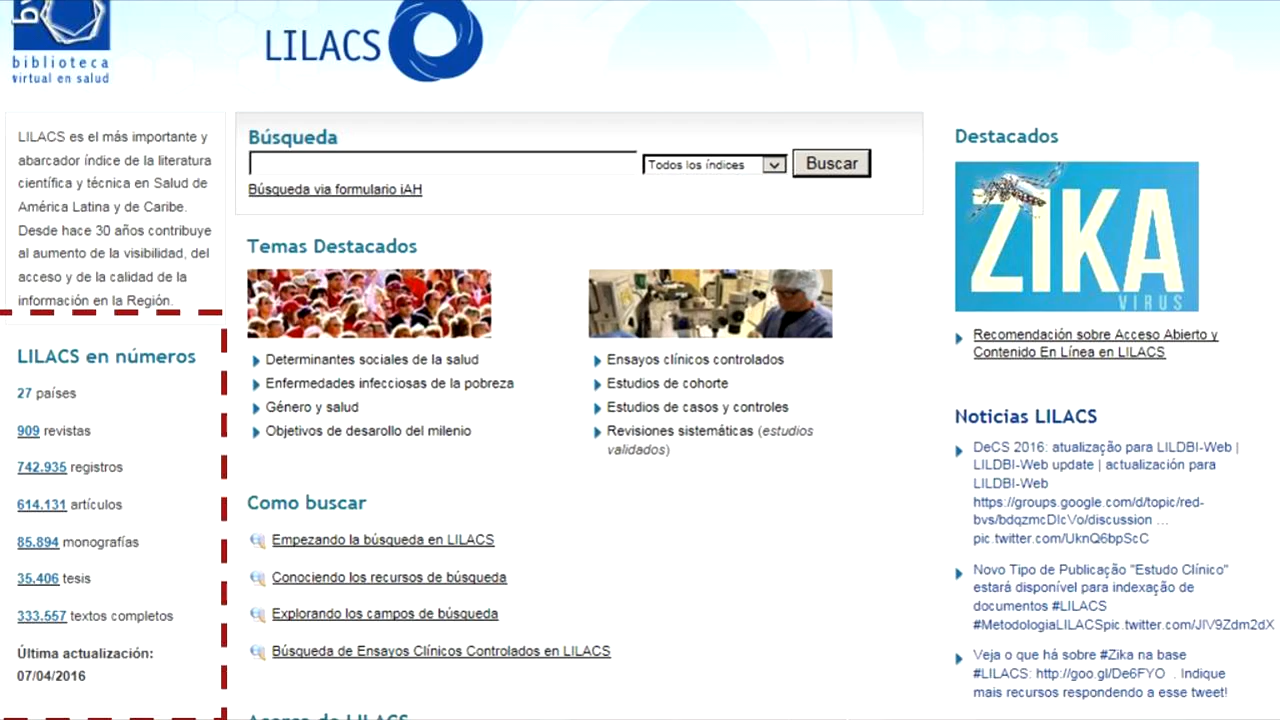 biblioteca
virtual en salud
LILACS
LILACS es el más importante y
abarcador índice de la literatura
científica y técnica en Salud de
América Latina y de Caribe.
Desde hace 30 años contribuye
al aumento de la visibilidad, del
acceso y de la calidad de la
información en la Región.
LILACS en números
27 países
909 revistas
742.935 registros
614.131 artículos
85.894 monografías
35.406 tesis
333.557 textos completos
Última actualización:
07/04/2016
Búsqueda
Todos los índices
Buscar
Búsqueda via formulario iAH
Temas Destacados
Determinantes sociales de la salud
Enfermedades infecciosas de la pobreza
Género y salud
Objetivos de desarollo del milenio
Ensayos clínicos controlados
Estudios de cohorte
Estudios de casos y controles
Revisiones sistemáticas (estudios
validados)
Como buscar
Empezando la búsqueda en LILACS
Conociendo los recursos de búsqueda
Explorando los campos de búsqueda
Búsqueda de Ensayos Clínicos Controlados en LILACS
Acerca de LILACS
Destacados
ZIKA
VIRUS
Recomendación sobre Acceso Abierto y
Contenido En Línea en LILACS
Noticias LILACS
DeCS 2016: atualização para LILDBI-Web |
LILDBI-Web update | actualización para
LILDBI-Web
https://groups.google.com/d/topic/red-
bvs/bdqzmcDIcVo/discussion ...
pic.twitter.com/UknQ6bpScC
Novo Tipo de Publicação "Estudo Clínico"
estará disponível para indexação de
documentos #LILACS
#MetodologiaLILACSpic.twitter.com/JIV9Zdm2dX
Veja o que há sobre #Zika na base
#LILACS: http://goo.gl/De6FYO . Indique
mais recursos respondendo a esse tweet!